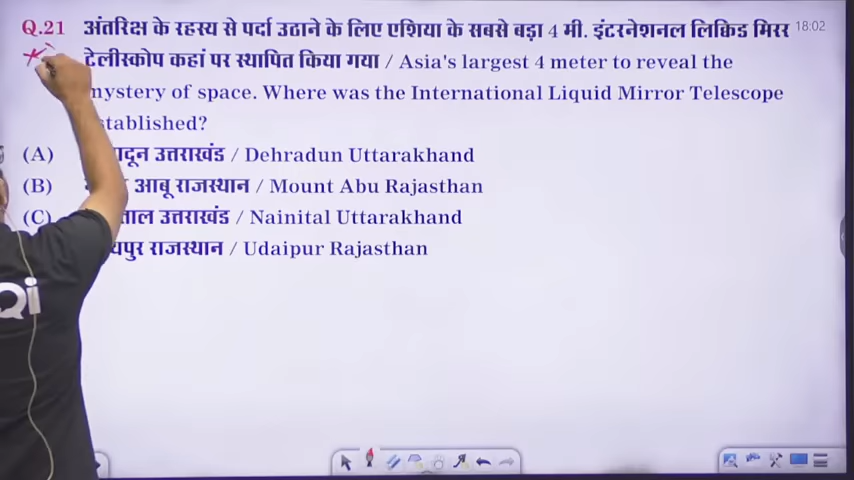 Q.21 अंतरिक्ष के रहस्य से पर्दा उठाने के लिए एशिया के सबसे बड़ा 4 मी. इंटरनेशनल लिक्विड मिरर 18:02
टेलीस्कोप कहां पर स्थापित किया गया / Asia's largest 4 meter to reveal the
mystery of space. Where was the International Liquid Mirror Telescope
stablished?
(A) दून उत्तराखंड / Dehradun Uttarakhand
(B) आबू राजस्थान / Mount Abu Rajasthan
(C) ताल उत्तराखंड / Nainital Uttarakhand
यपुर राजस्थान / Udaipur Rajasthan
Qi